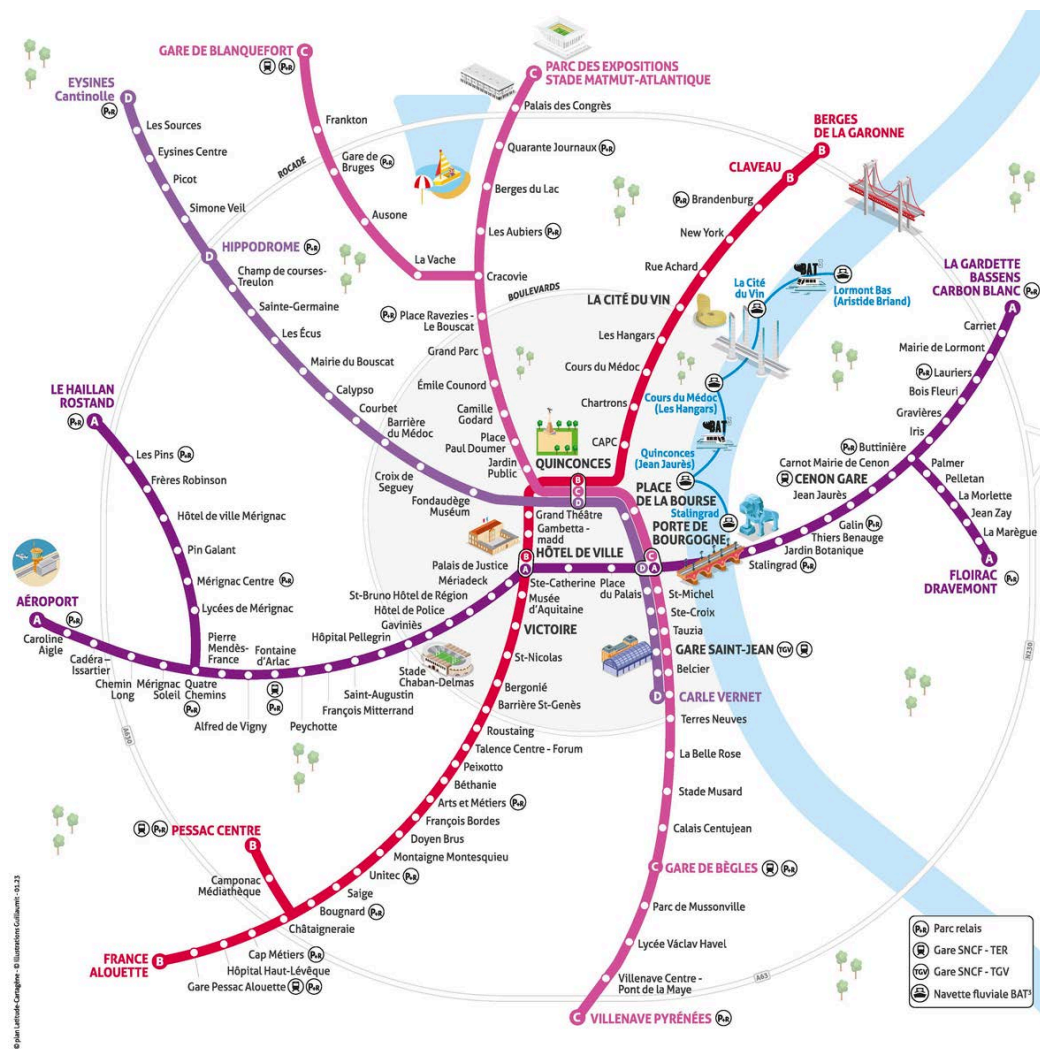 GARE DE BLANQUEFORT
C
P+R
PARC DES EXPOSITIONS
STADE MATMUT-ATLANTIQUE
C
EYSINES
Cantinolle
D
P+R
Les Sources
Eysines Centre
Picot
Simone Veil
HIPPODROME P+R
D
Champ de courses-
Treulon
Sainte-Germaine
Les Écus
Mairie du Bouscat
Calypso
Courbet
Barrière
du Médoc
Croix de
Seguey
Fondaudège
Muséum
Frankton
Gare de
Bruges P+R
Ausone
La Vache
Cracovie
ROCADE
BOULEVARDS
Palais des Congrès
Quarante Journaux P+R
Berges du Lac
Les Aubiers P+R
P+R Place Ravezies -
Le Bouscat
Grand Parc
Émile Counord
Camille
Godard
Place
Paul Doumer
Jardin
Public
QUINCONCES
B
C
D
BERGES
DE LA GARONNE
B
CLAVEAU
B
P+R Brandenburg
New York
Rue Achard
LA CITÉ DU VIN
Les Hangars
Cours du Médoc
Chartrons
CAPC
BAT
La Cité
du Vin
Lormont Bas
(Aristide Briand)
Cours du Médoc
(Les Hangars)
BAT
Quinconces
(Jean Jaurès)
Stalingrad
LA GARDETTE
BASSENS
CARBON BLANC P+R
A
Carriet
Mairie de Lormont
P+R Lauriers
Bois Fleuri
Gravières
Iris
P+R Buttinière
Carnot Mairie de Cenon
CENON GARE
Jean Jaurès
Galin P+R
Thiers Benauge
Jardin Botanique
Stalingrad P+R
Palmer
Pelletan
La Morlette
Jean Zay
La Marègue
A
FLOIRAC
DRAVEMONT P+R
LE HAILLAN
ROSTAND
P+R A
Les Pins P+R
Frères Robinson
Hôtel de ville Mérignac
Pin Galant
Mérignac Centre P+R
Lycées de Mérignac
AÉROPORT
A P+R
Caroline
Aigle
Cadéra-
Issartier
Chemin
Long
Mérignac
Soleil
Quatre
Chemins
P+R
Pierre
Mendès-
France
Alfred de Vigny
Fontaine
d'Arlac
P+R
Peychotte
Hôpital Pellegrin
François Mitterrand
Saint-Augustin
Stade
Chaban-Delmas
Gaviniès
Hôtel de Police
St-Bruno Hôtel de Région
Mériadeck
Palais de Justice
Grand Théâtre
Gambetta -
madd
HÔTEL DE VILLE
B
A
Ste-Catherine
Place
du Palais
PLACE
DE LA BOURSE
PORTE DE
BOURGOGNE
C
D A
Musée
d'Aquitaine
VICTOIRE
St-Nicolas
Bergonié
Barrière St-Genès
Roustaing
Talence Centre - Forum
Peixotto
Béthanie
Arts et Métiers P+R
François Bordes
Doyen Brus
Montaigne Montesquieu
Unitec P+R
Saige
Bougnard P+R
Châtaigneraie
P+R PESSAC CENTRE
B
Camponac
Médiathèque
Cap Métiers P+R
Hôpital Haut-Lévêque
Gare Pessac Alouette P+R
FRANCE
ALOUETTE
B
St-Michel
Ste-Croix
Tauzia
GARE SAINT-JEAN TGV
Belcier
D CARLE VERNET
Terres Neuves
La Belle Rose
Stade Musard
Calais Centujean
C GARE DE BÈGLES P+R
Parc de Mussonville
Lycée Václav Havel
Villenave Centre -
Pont de la Maye
C VILLENAVE PYRÉNÉES P+R
A630
N230
A63
P+R Parc relais
Gare SNCF - TER
TGV Gare SNCF - TGV
Navette fluviale BAT³
© plan Latitude-Cartagène - © illustrations Guillaumit - 01.23